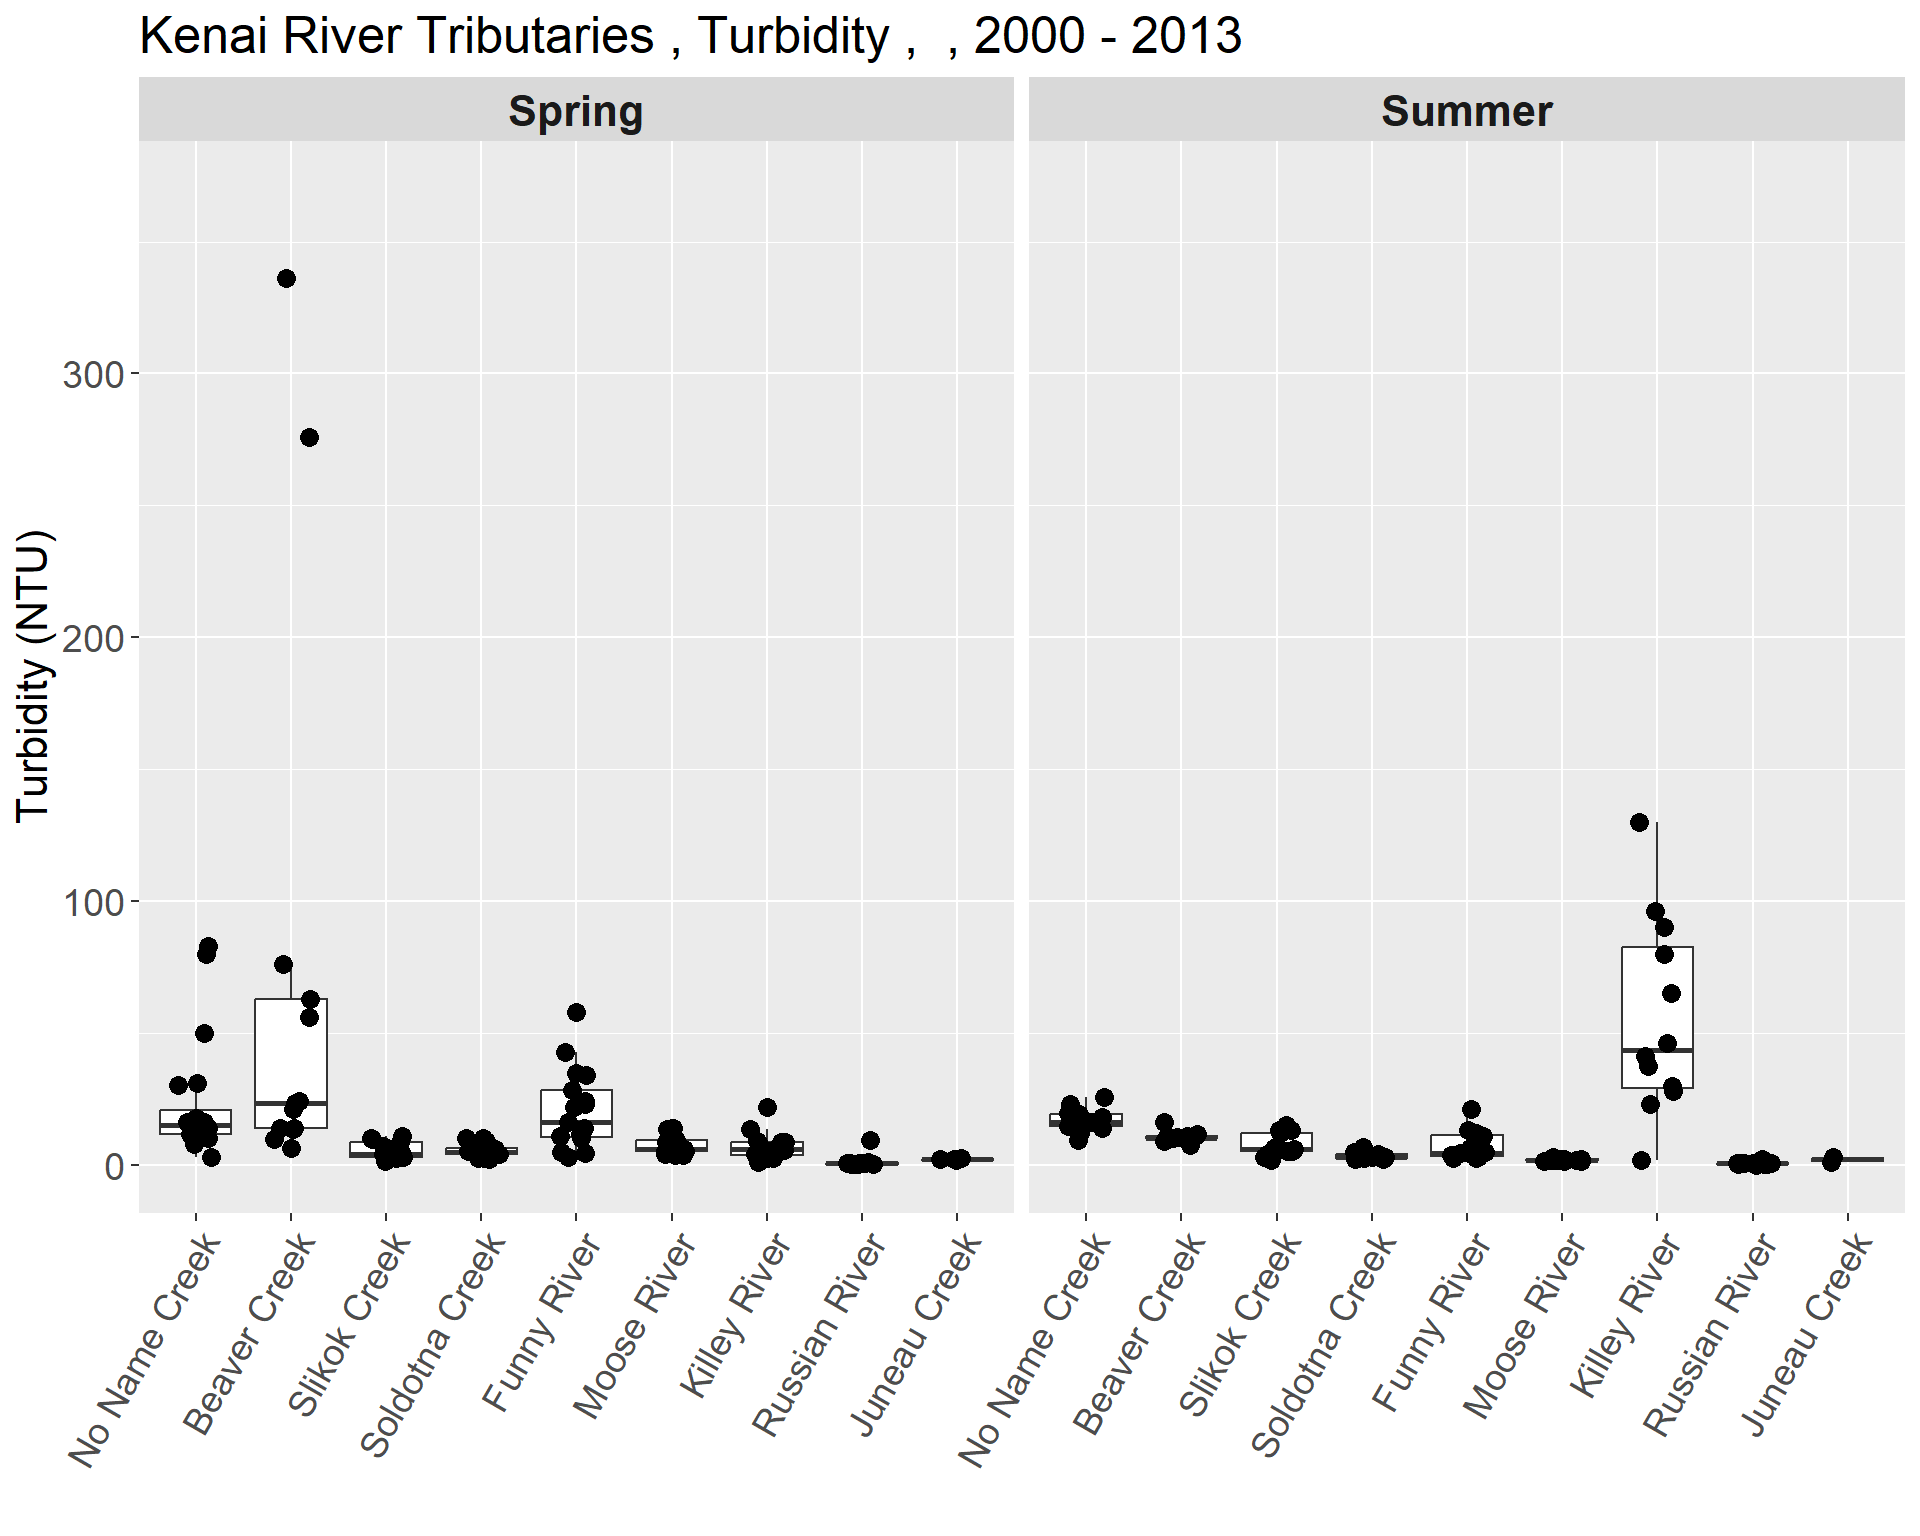 Kenai River Tributaries , Turbidity ,  , 2000 - 2013
Spring
Summer
Turbidity (NTU)
300
200
100
0
No Name Creek
Beaver Creek
Slikok Creek
Soldotna Creek
Funny River
Moose River
Killey River
Russian River
Juneau Creek
No Name Creek
Beaver Creek
Slikok Creek
Soldotna Creek
Funny River
Moose River
Killey River
Russian River
Juneau Creek